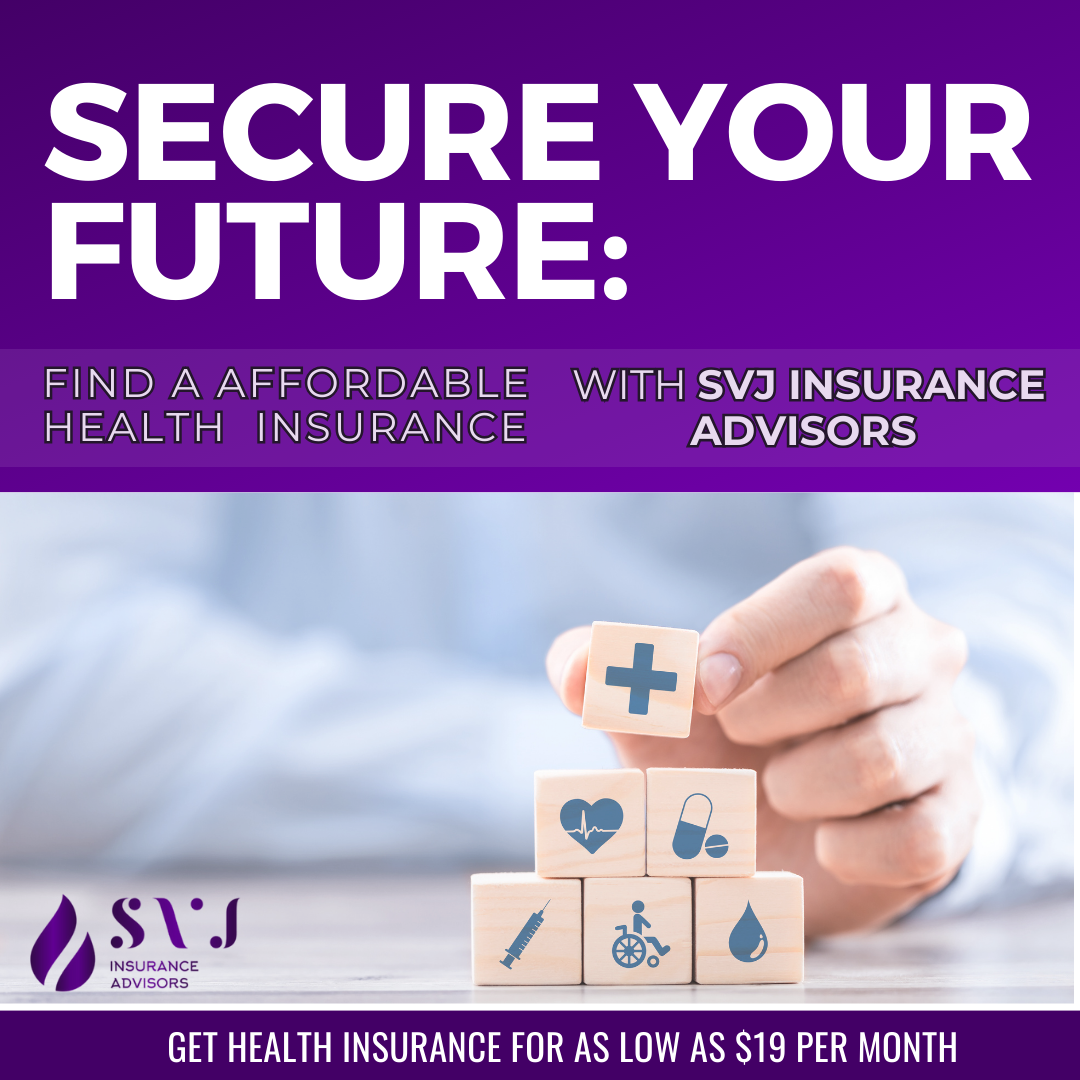 SECURE YOUR
FUTURE:
FIND A AFFORDABLE
HEALTH INSURANCE
WITH SVJ INSURANCE
ADVISORS
SVJ
INSURANCE
ADVISORS
GET HEALTH INSURANCE FOR AS LOW AS $19 PER MONTH